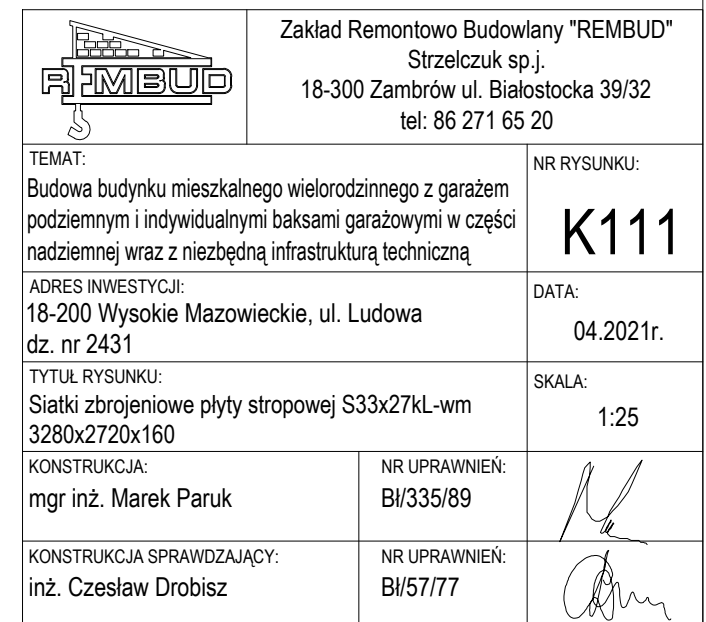 REMBUD
Zakład Remontowo Budowlany "REMBUD"
Strzelczuk sp.j.
18-300 Zambrów ul. Białostocka 39/32
tel: 86 271 65 20
TEMAT:
Budowa budynku mieszkalnego wielorodzinnego z garażem
podziemnym i indywidualnymi baksami garażowymi w części
nadziemnej wraz z niezbędną infrastrukturą techniczną
NR RYSUNKU:
K111
ADRES INWESTYCJI:
18-200 Wysokie Mazowieckie, ul. Ludowa
dz. nr 2431
DATA:
04.2021r.
TYTUŁ RYSUNKU:
Siatki zbrojeniowe płyty stropowej S33x27kL-wm
3280x2720x160
SKALA:
1:25
KONSTRUKCJA:
mgr inż. Marek Paruk
NR UPRAWNIEŃ:
Bł/335/89
KONSTRUKCJA SPRAWDZAJĄCY:
inż. Czesław Drobisz
NR UPRAWNIEŃ:
Bł/57/77